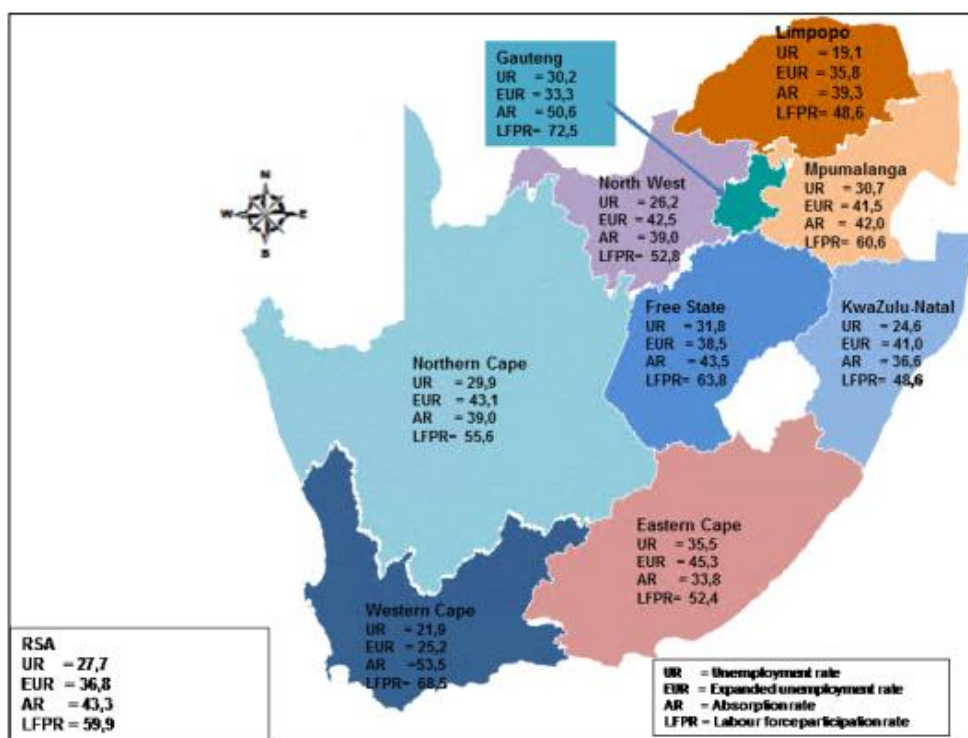 Limpopo
UR = 19,1
EUR = 35,8
AR = 39,3
LFPR= 48,6
Gauteng
UR = 30,2
EUR = 33,3
AR = 50,6
LFPR= 72,5
N
W E
S
North West
UR = 26,2
EUR = 42,5
AR = 39,0
LFPR= 52,8
Mpumalanga
UR = 30,7
EUR = 41,5
AR = 42,0
LFPR= 60,6
Free State
UR = 31,8
EUR = 38,5
AR = 43,5
LFPR= 63,8
KwaZulu-Natal
UR = 24,6
EUR = 41,0
AR = 36,6
LFPR= 48,6
Northern Cape
UR = 29,9
EUR = 43,1
AR = 39,0
LFPR= 55,6
Eastern Cape
UR = 35,5
EUR = 45,3
AR = 33,8
LFPR= 52,4
Western Cape
UR = 21,9
EUR = 25,2
AR =53,5
LFPR= 68,5
RSA
UR = 27,7
EUR = 36,8
AR = 43,3
LFPR = 59,9
UR = Unemployment rate
EUR = Expanded unemployment rate
AR = Absorption rate
LFPR = Labour force participation rate